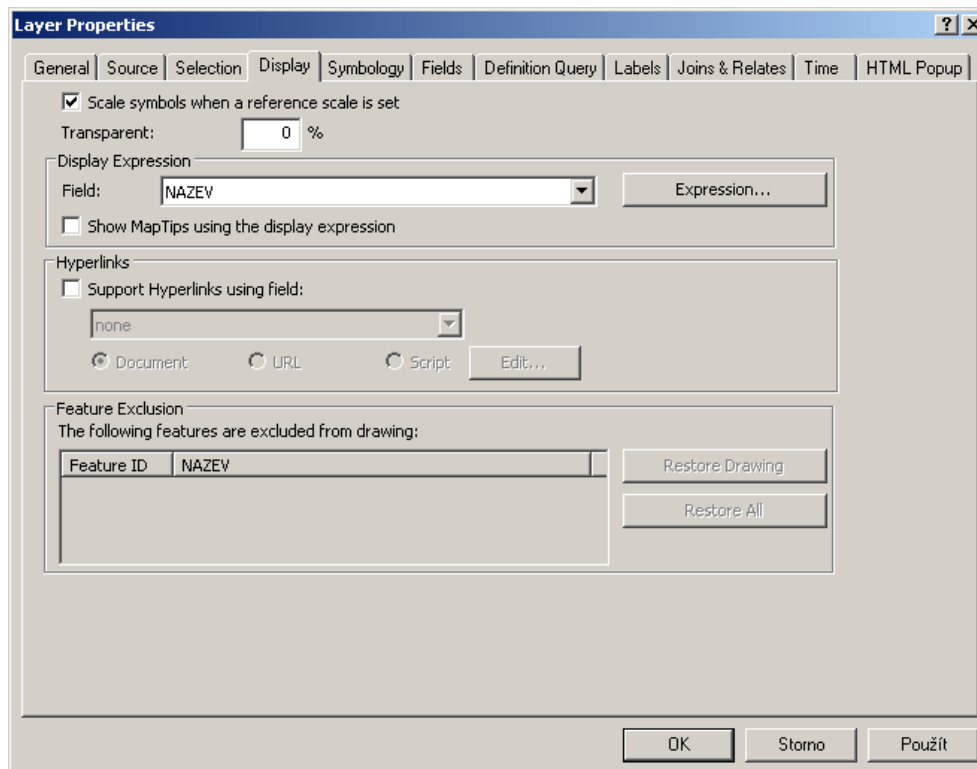 Layer Properties
General Source Selection Display Symbology Fields Definition Query Labels Joins & Relates Time HTML Popup
Scale symbols when a reference scale is set
Transparent: 0 %
Display Expression
Field: NAZEV Expression...
Show MapTips using the display expression
Hyperlinks
Support Hyperlinks using field:
none
Document URL Script Edit...
Feature Exclusion
The following features are excluded from drawing:
Feature ID NAZEV
Restore Drawing
Restore All
OK Storno Použít